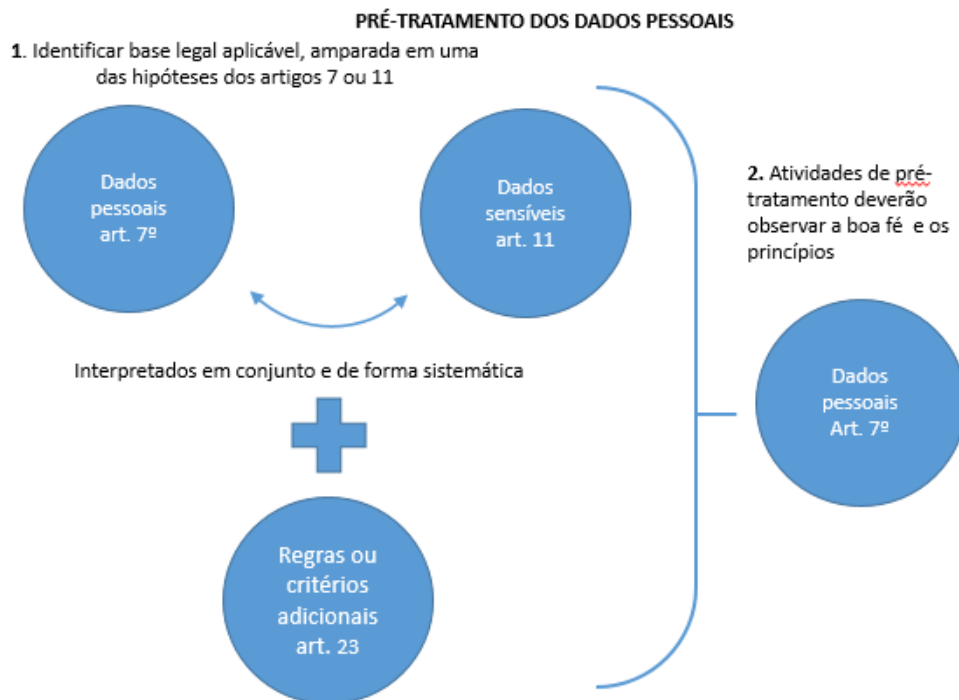 PRÉ-TRATAMENTO DOS DADOS PESSOAIS
1. Identificar base legal aplicável, amparada em uma
das hipóteses dos artigos 7 ou 11
Dados
pessoais
art. 7º
Dados
sensíveis
art. 11
Interpretados em conjunto e de forma sistemática
Regras ou
critérios
adicionais
art. 23
2. Atividades de pré-
tratamento deverão
observar a boa fé e os
princípios
Dados
pessoais
Art. 7º